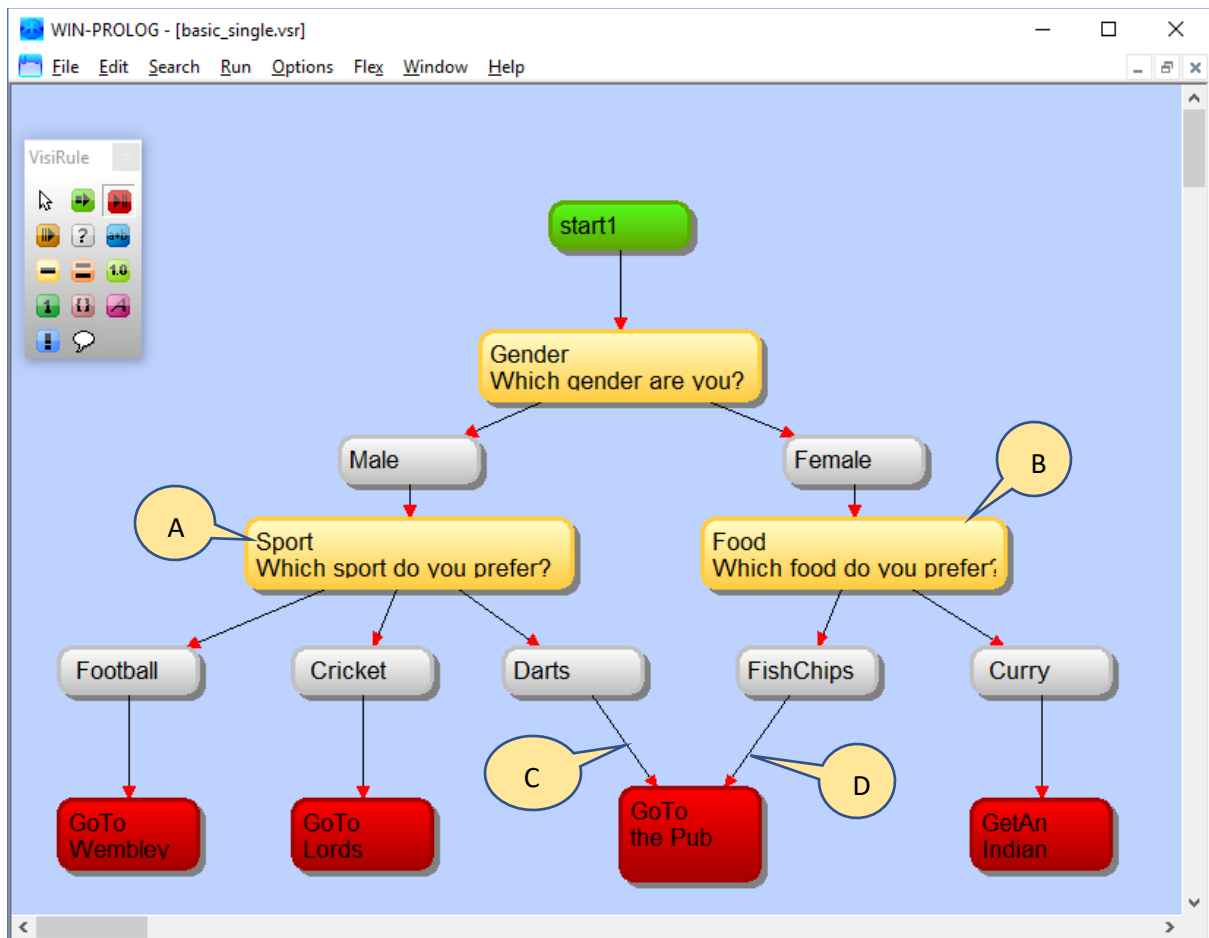 WIN-PROLOG - [basic_single.vsr]
File Edit Search Run Options Flex Window Help
VisiRule
?
a+b
1.0
1
{}
A
start1
Gender
Which gender are you?
Male
Female
A
B
Sport
Which sport do you prefer?
Food
Which food do you prefer?
Football
Cricket
Darts
FishChips
Curry
C
D
GoTo
Wembley
GoTo
Lords
GoTo
the Pub
GetAn
Indian